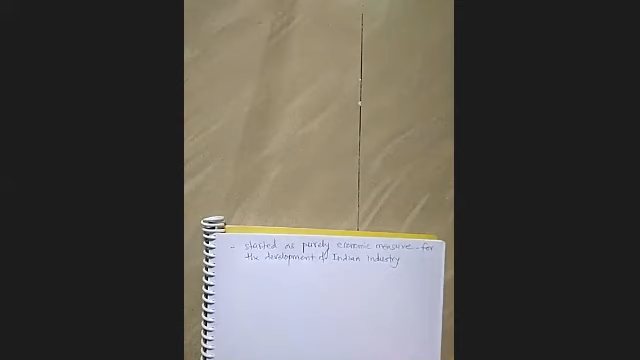 - started as purely economic measure for
the development of Indian Industry